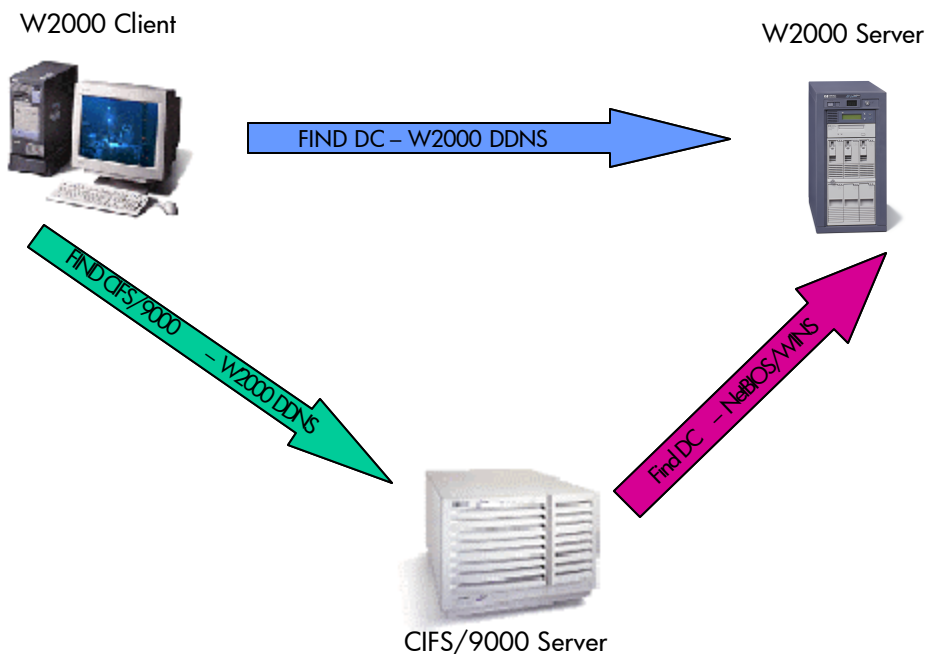 W2000 Client
W2000 Server
FIND DC – W2000 DDNS
FIND CIFS/9000 – W2000 DDNS
Find DC – NetBIOS/WINS
CIFS/9000 Server